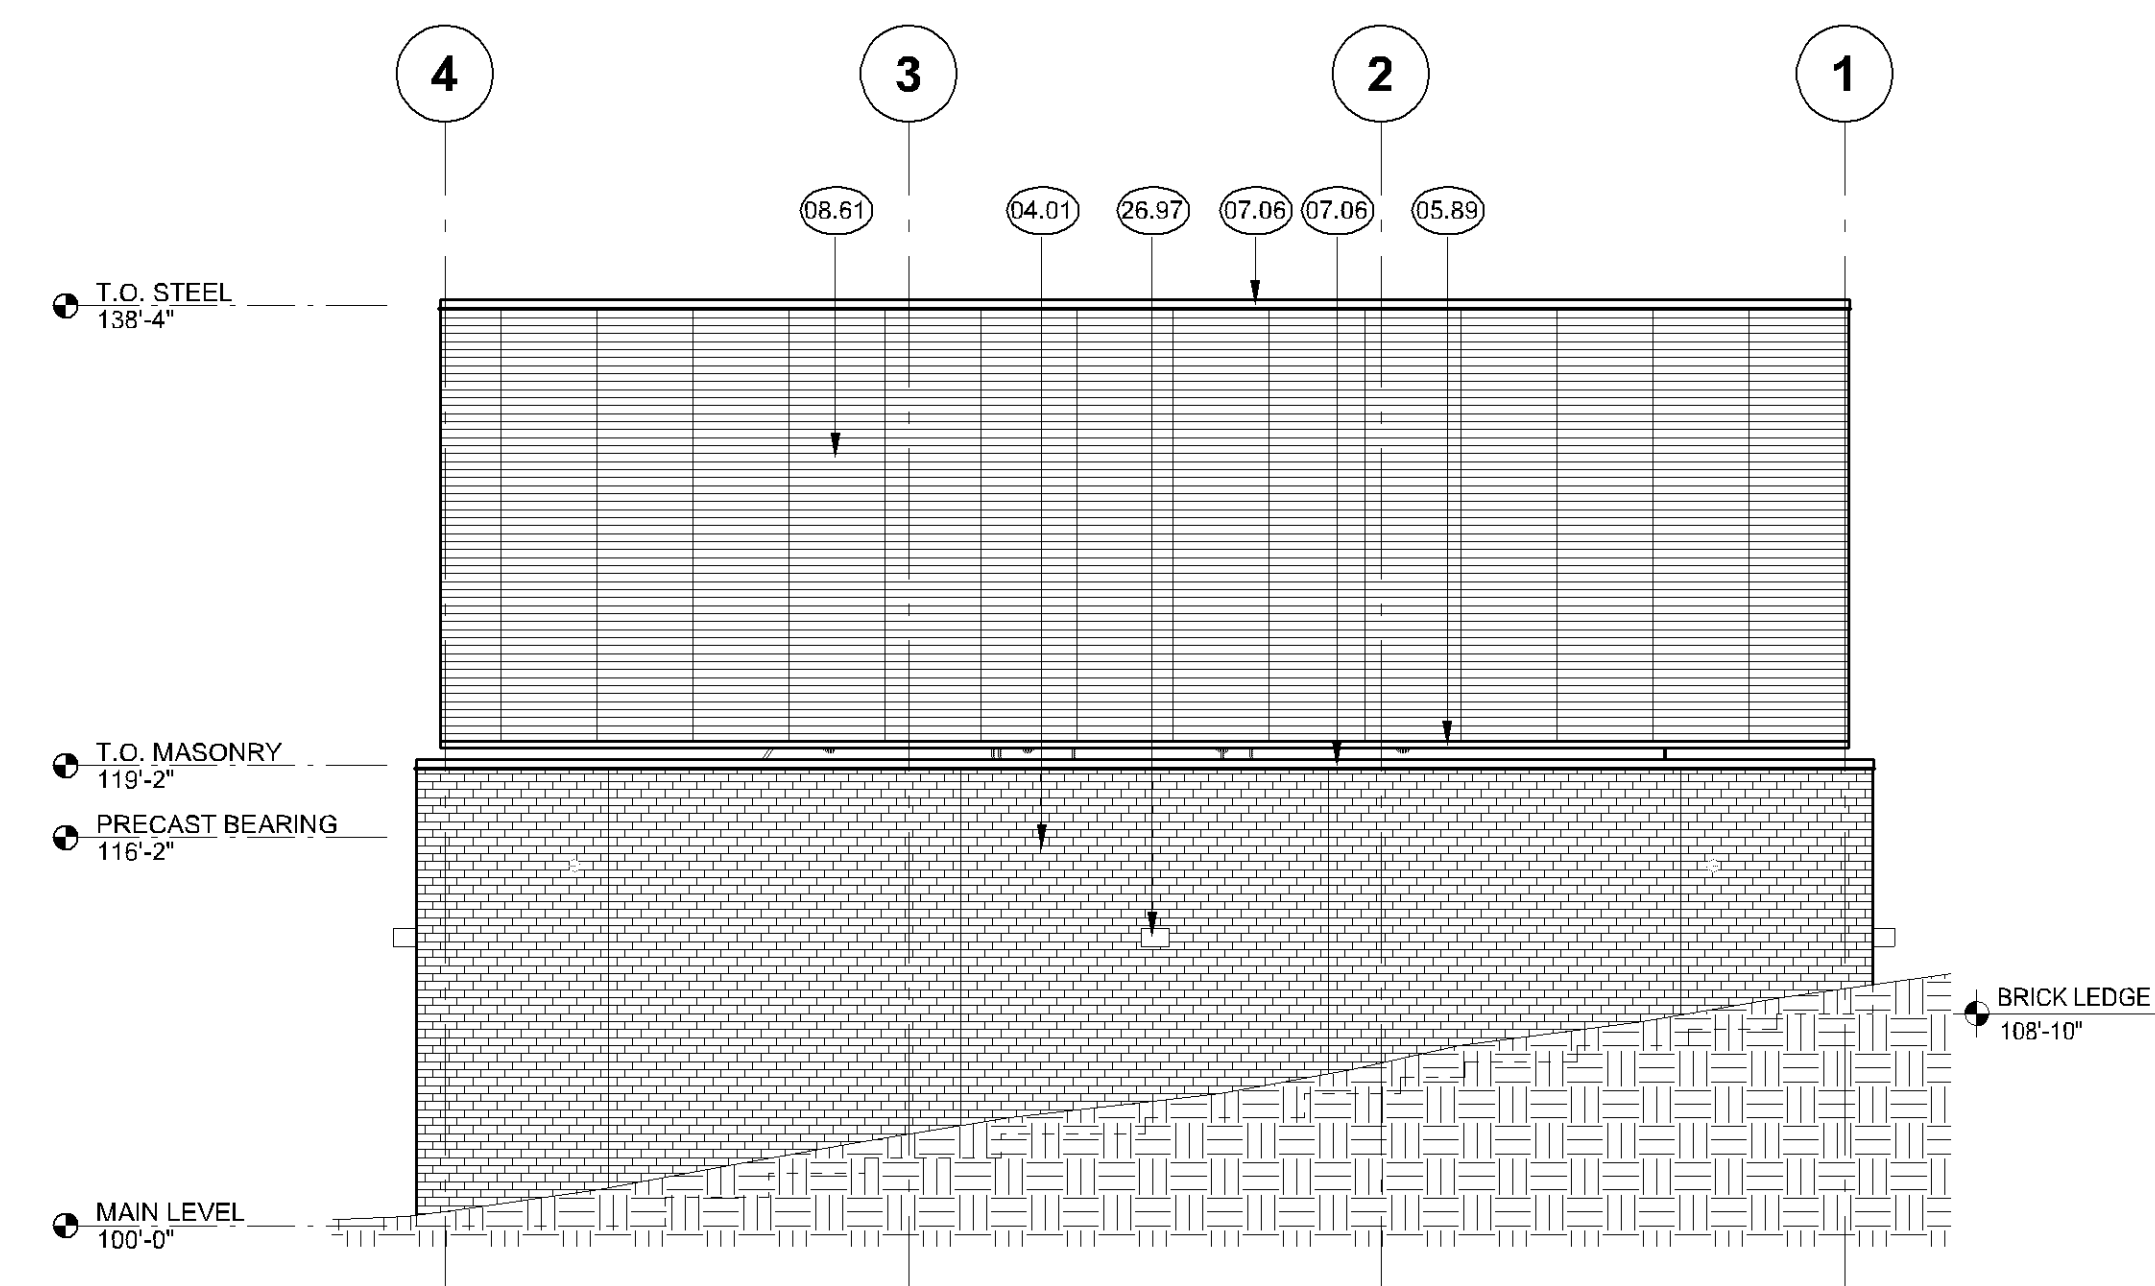 4 3 2 1
08.61 04.01 26.97 07.06 07.06 05.89
T.O. STEEL
138'-4"
T.O. MASONRY
119'-2"
PRECAST BEARING
116'-2"
BRICK LEDGE
108'-10"
MAIN LEVEL
100'-0"